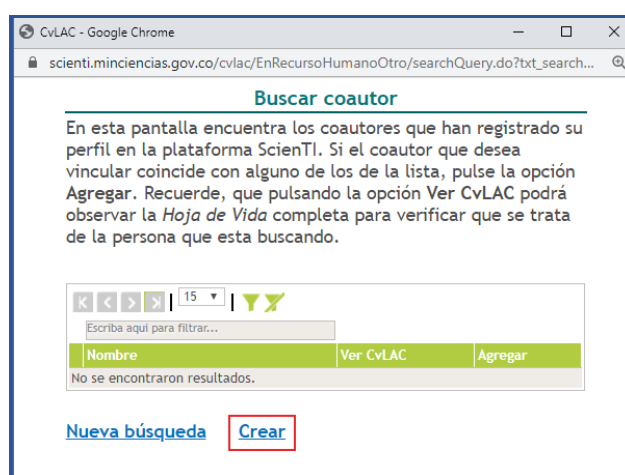 CvLAC - Google Chrome
scienti.minciencias.gov.co/cvlac/EnRecursoHumanoOtro/searchQuery.do?txt_search...
Buscar coautor
En esta pantalla encuentra los coautores que han registrado su
perfil en la plataforma ScienTI. Si el coautor que desea
vincular coincide con alguno de los de la lista, pulse la opción
Agregar. Recuerde, que pulsando la opción Ver CvLAC podrá
observar la Hoja de Vida completa para verificar que se trata
de la persona que esta buscando.
15
Escriba aqui para filtrar...
Nombre Ver CvLAC Agregar
No se encontraron resultados.
Nueva búsqueda Crear